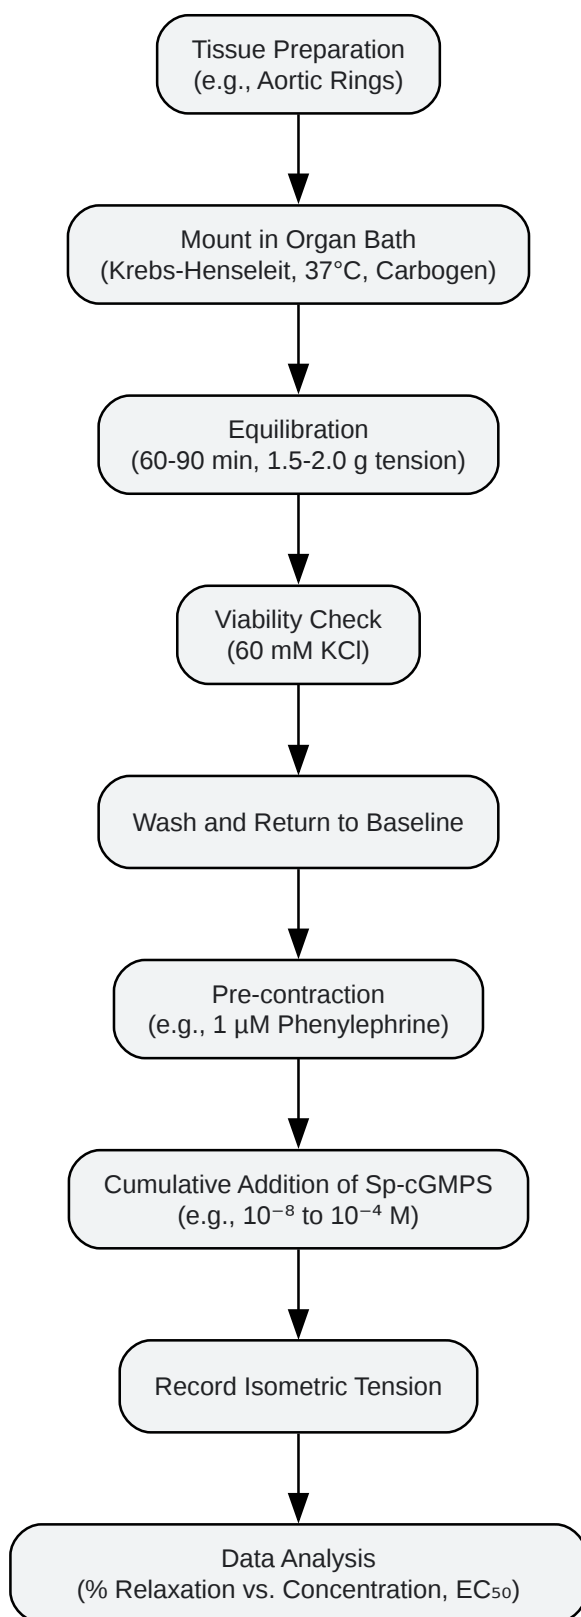 Tissue Preparation
(e.g., Aortic Rings)
Mount in Organ Bath
(Krebs-Henseleit, 37°C, Carbogen)
Equilibration
(60-90 min, 1.5-2.0 g tension)
Viability Check
(60 mM KCl)
Wash and Return to Baseline
Pre-contraction
(e.g., 1 µM Phenylephrine)
Cumulative Addition of Sp-cGMPS
(e.g., 10⁻⁸ to 10⁻⁴ M)
Record Isometric Tension
Data Analysis
(% Relaxation vs. Concentration, EC₅₀)